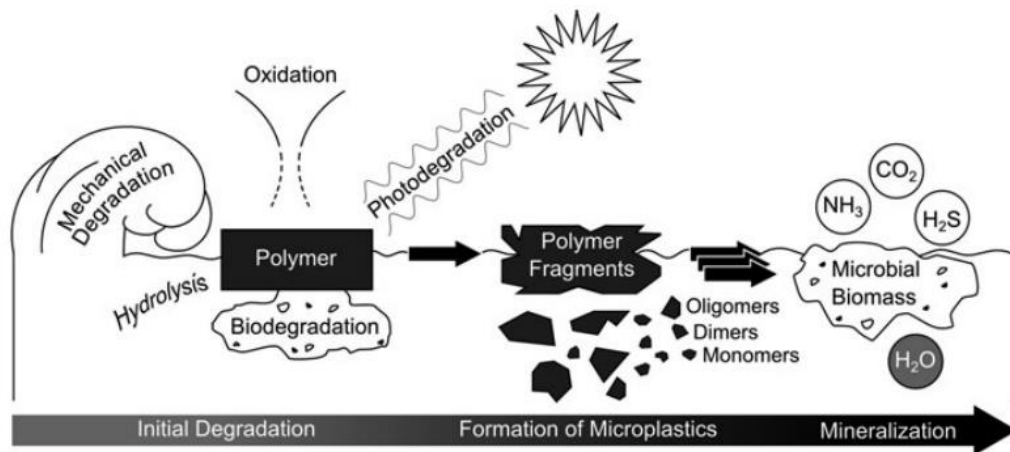 Oxidation
Mechanical
Degradation
Photodegradation
Hydrolysis
Polymer
Biodegradation
Polymer
Fragments
Oligomers
Dimers
Monomers
NH₃
CO₂
H₂S
Microbial
Biomass
H₂O
Initial Degradation
Formation of Microplastics
Mineralization